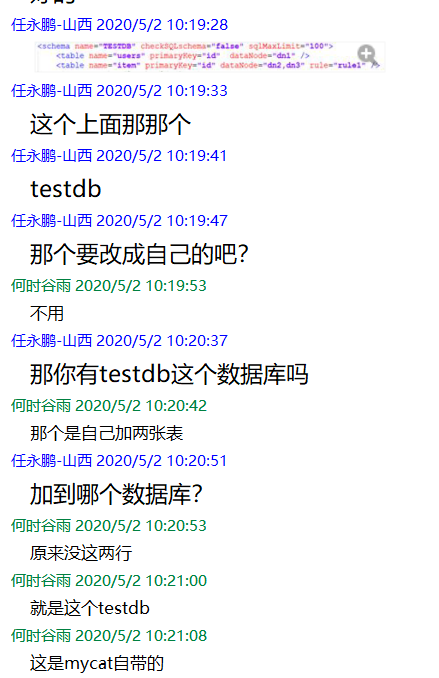 任永鹏-山西 2020/5/2 10:19:28
<schema name="TESTDB" checkSQLschema="false" sqlMaxLimit="100">
<table name="users" primaryKey="id" dataNode="dn1" />
<table name="item" primaryKey="id" dataNode="dn2,dn3" rule="rule1" />
任永鹏-山西 2020/5/2 10:19:33
这个上面那那个
任永鹏-山西 2020/5/2 10:19:41
testdb
任永鹏-山西 2020/5/2 10:19:47
那个要改成自己的吧?
何时谷雨 2020/5/2 10:19:53
不用
任永鹏-山西 2020/5/2 10:20:37
那你有testdb这个数据库吗
何时谷雨 2020/5/2 10:20:42
那个是自己加两张表
任永鹏-山西 2020/5/2 10:20:51
加到哪个数据库?
何时谷雨 2020/5/2 10:20:53
原来没这两行
何时谷雨 2020/5/2 10:21:00
就是这个testdb
何时谷雨 2020/5/2 10:21:08
这是mycat自带的